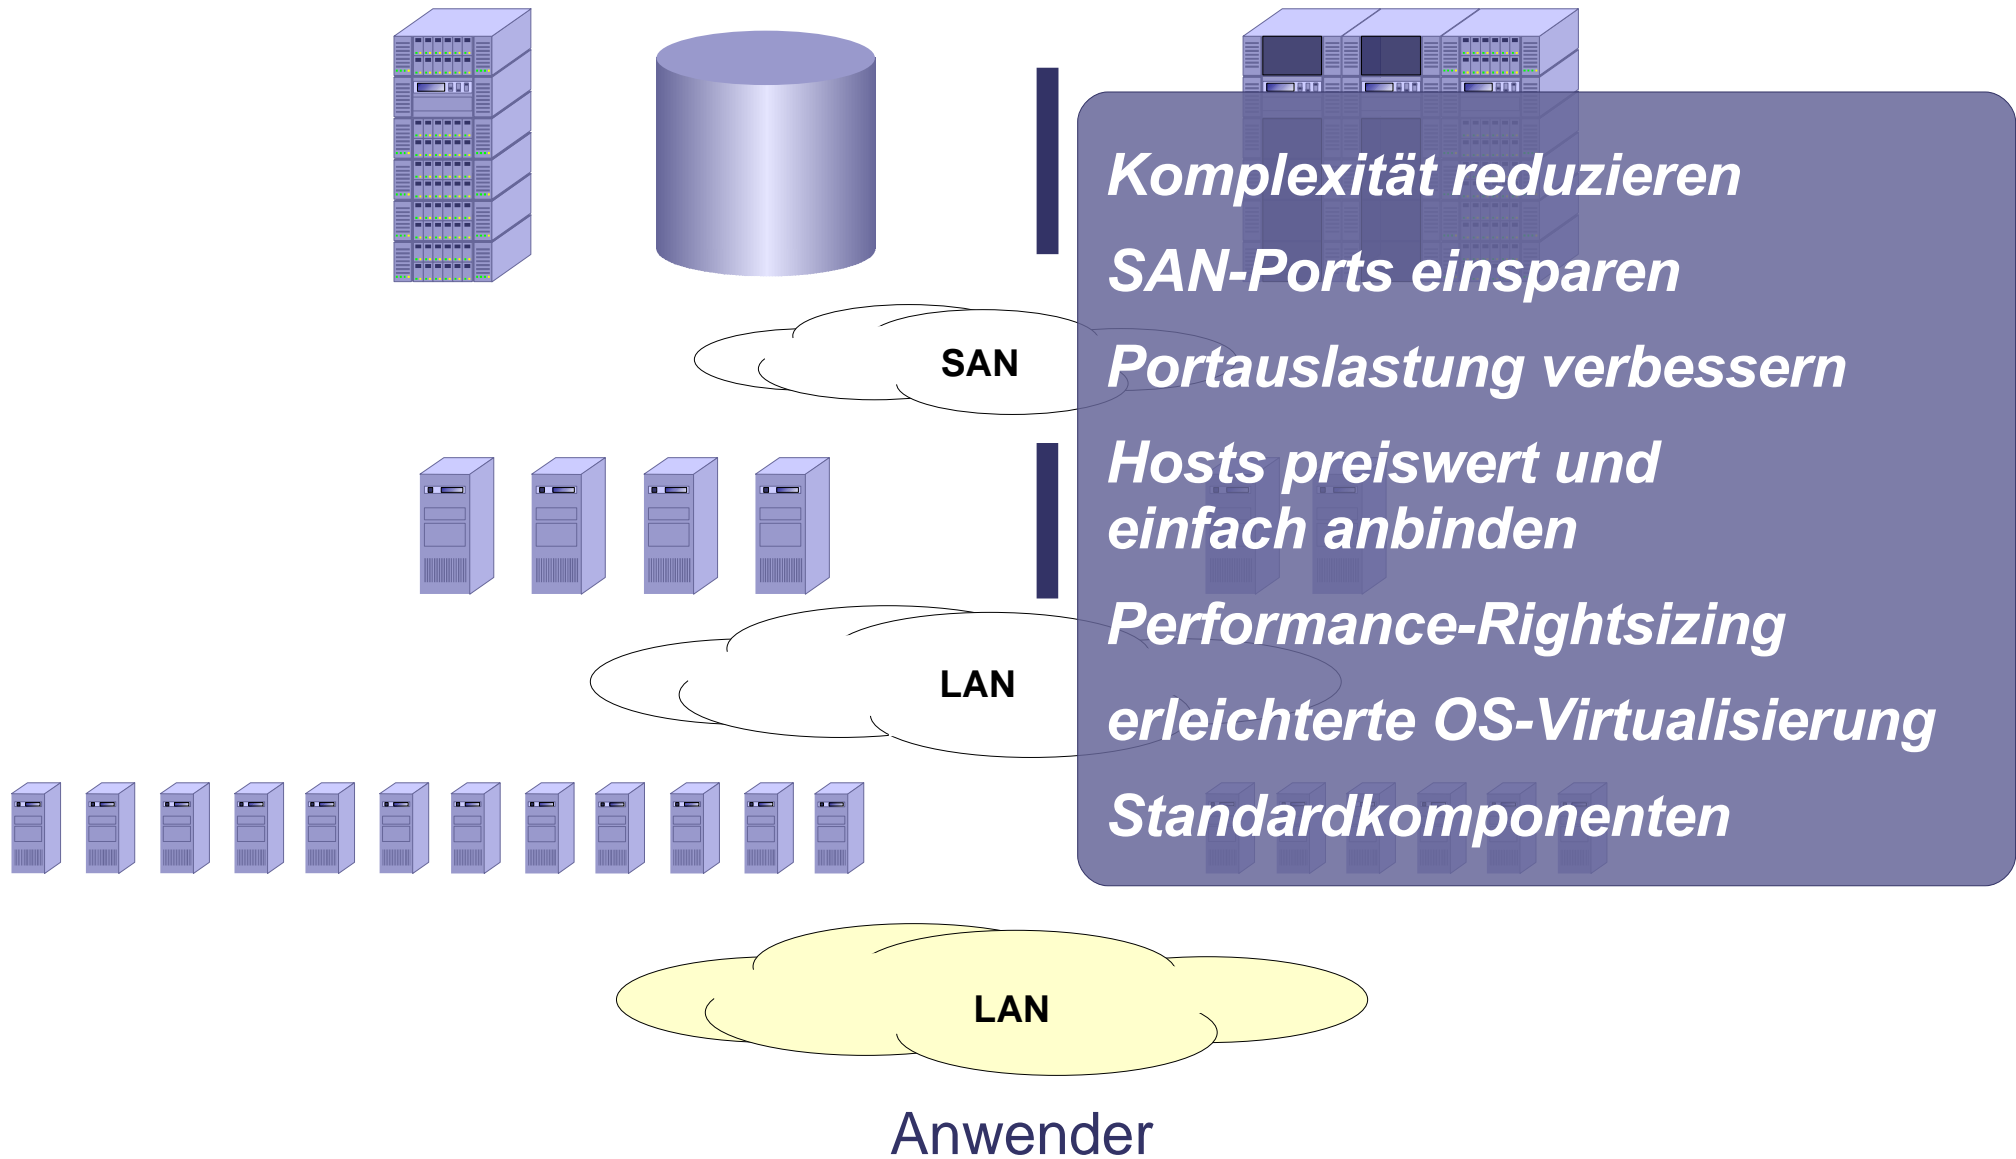 Komplexität reduzieren
SAN-Ports einsparen
SAN
Portauslastung verbessern
Hosts preiswert und
einfach anbinden
Performance-Rightsizing
LAN
erleichterte OS-Virtualisierung
Standardkomponenten
LAN
Anwender